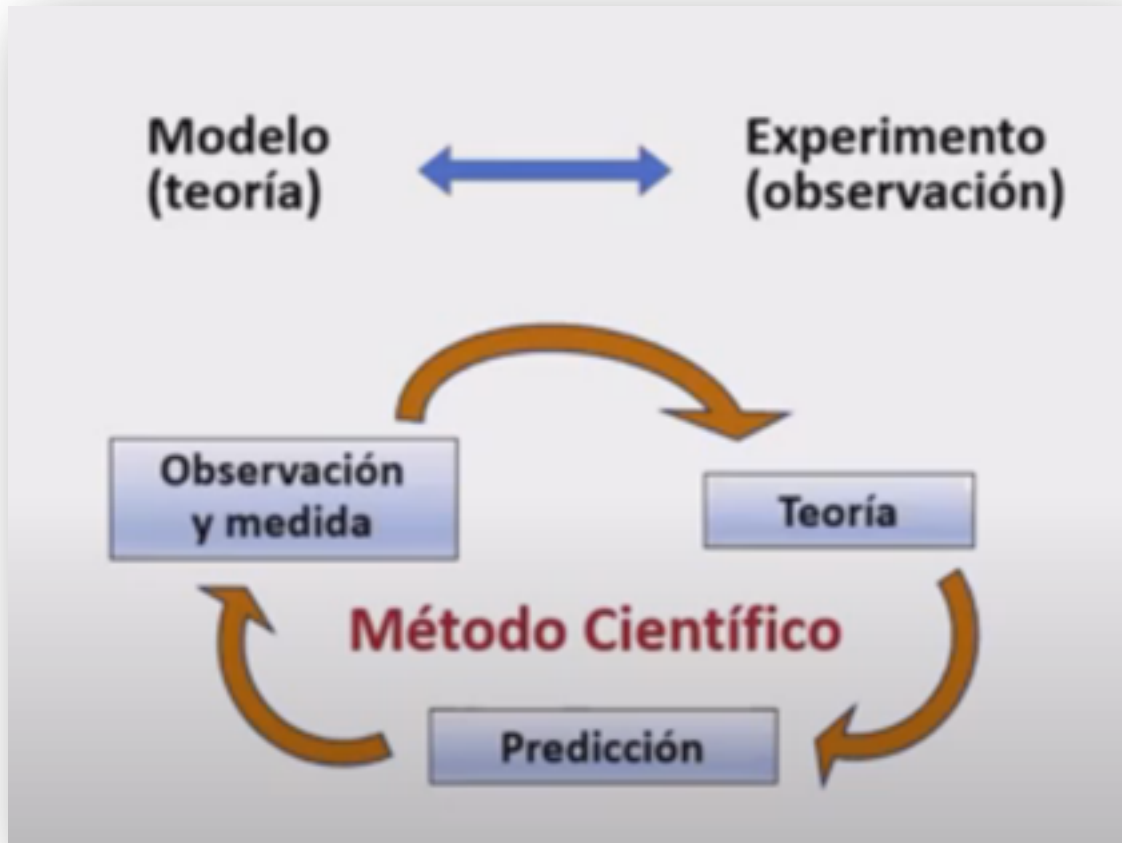 Modelo
(teoría)
Experimento
(observación)
Observación
y medida
Teoría
Método Científico
Predicción